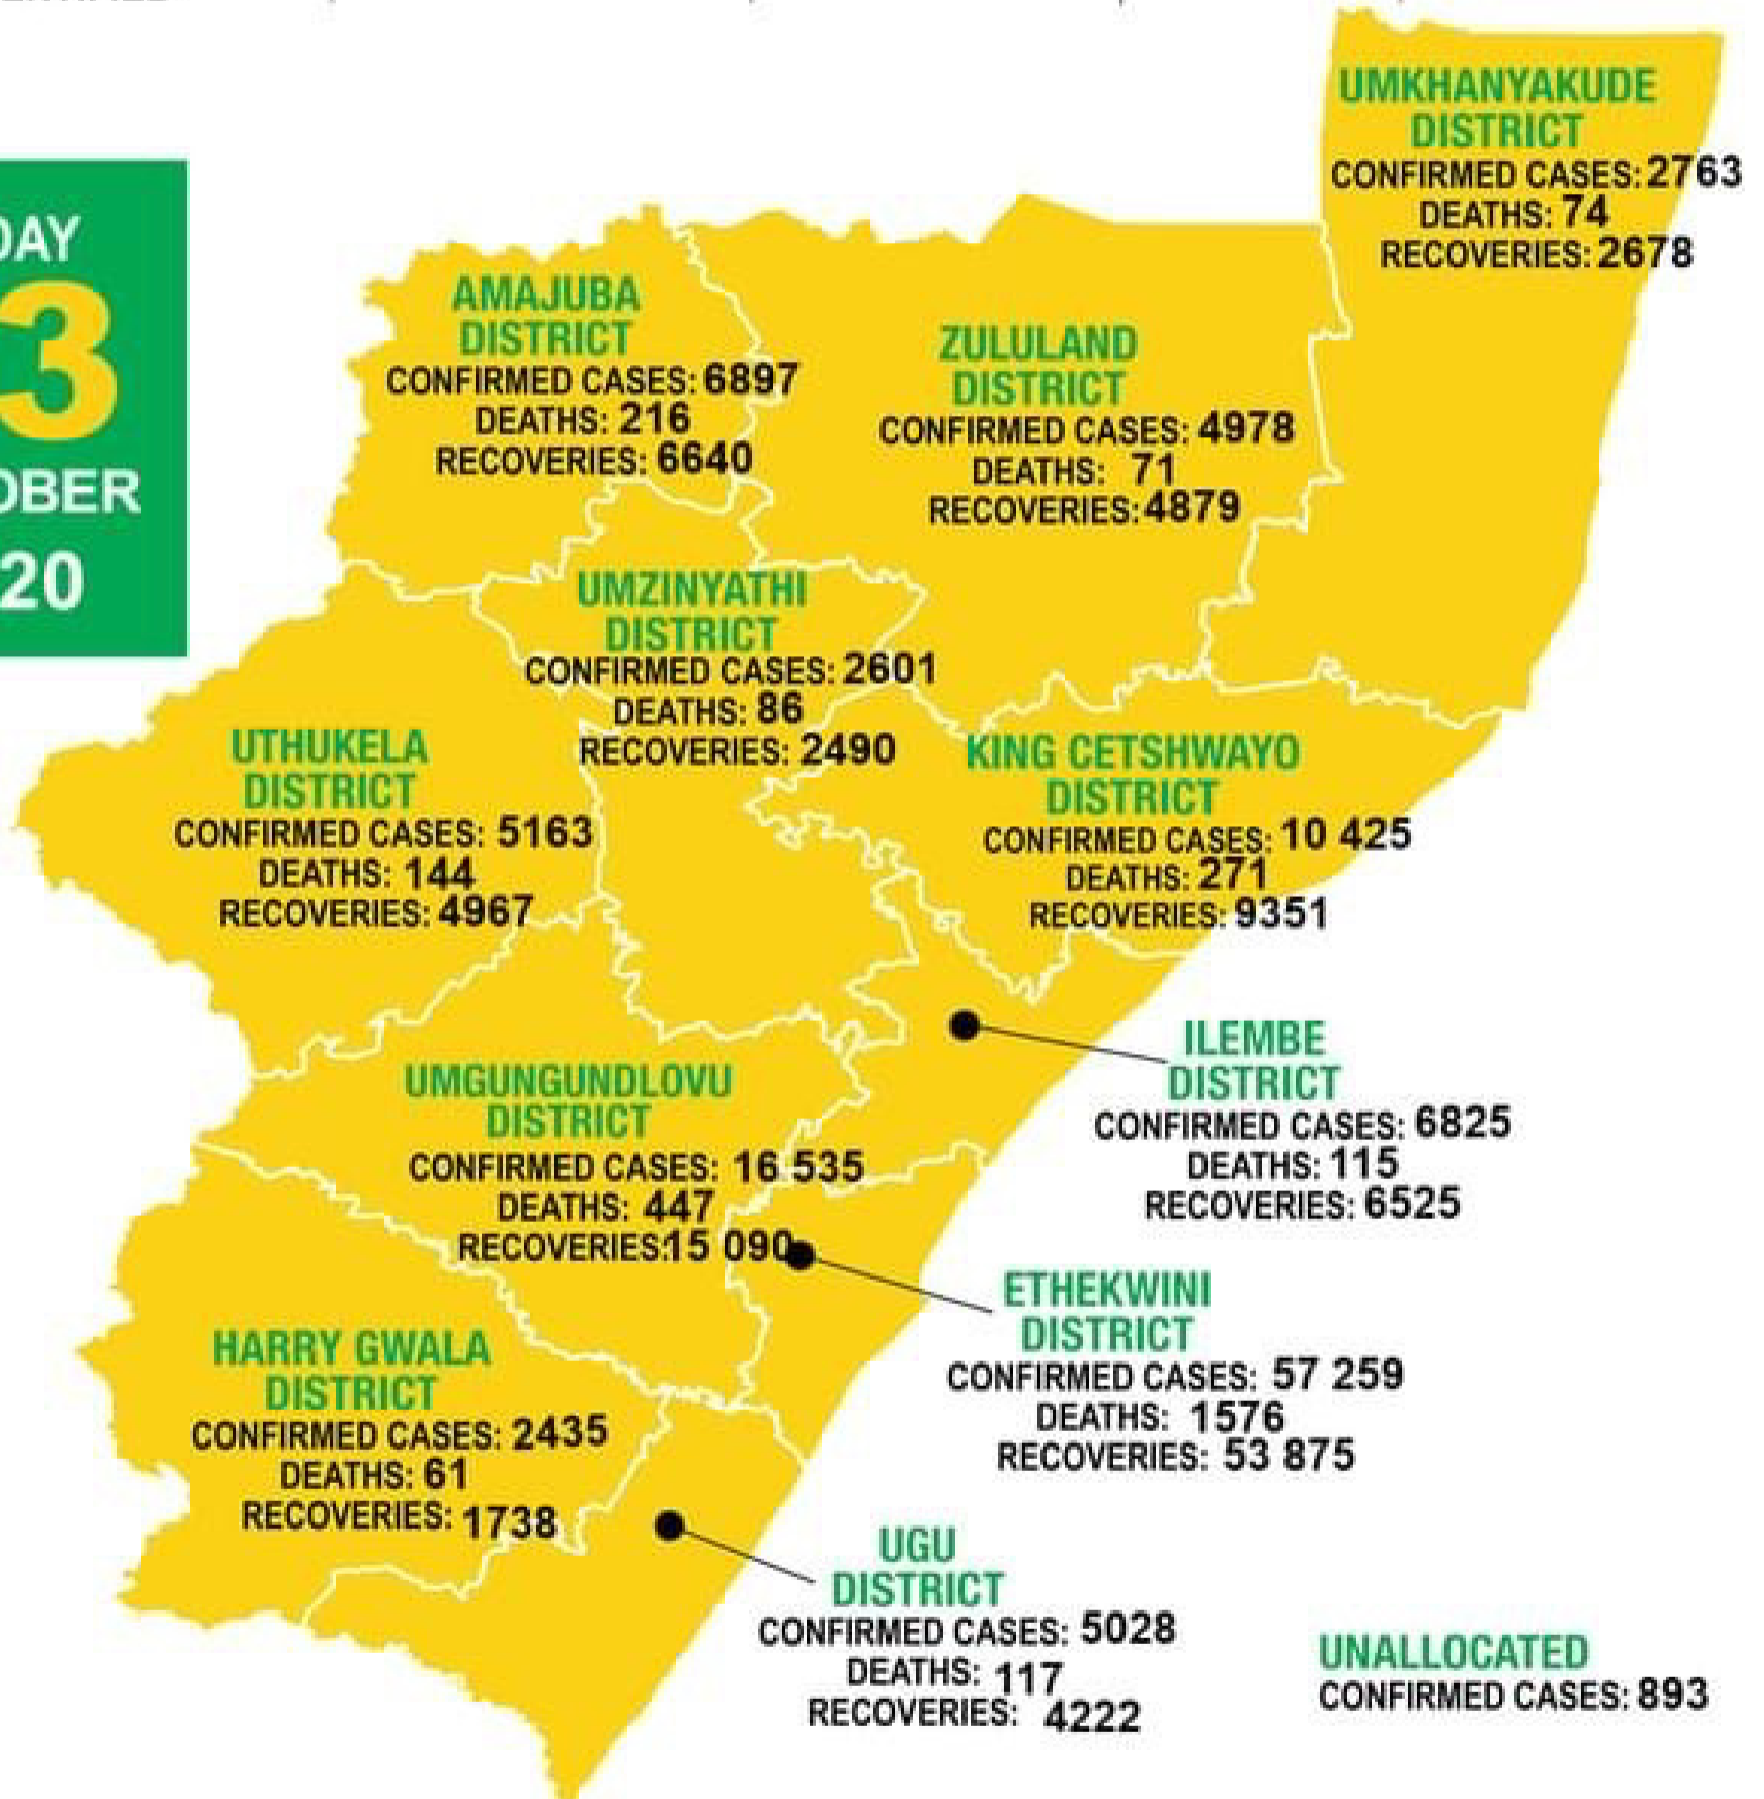 DAY
3
OBER
20
UMKHANYAKUDE
DISTRICT
CONFIRMED CASES: 2763
DEATHS: 74
RECOVERIES: 2678
AMAJUBA
DISTRICT
CONFIRMED CASES: 6897
DEATHS: 216
RECOVERIES: 6640
ZULULAND
DISTRICT
CONFIRMED CASES: 4978
DEATHS: 71
RECOVERIES: 4879
UMZINYATHI
DISTRICT
CONFIRMED CASES: 2601
DEATHS: 86
RECOVERIES: 2490
UTHUKELA
DISTRICT
CONFIRMED CASES: 5163
DEATHS: 144
RECOVERIES: 4967
KING CETSHWAYO
DISTRICT
CONFIRMED CASES: 10 425
DEATHS: 271
RECOVERIES: 9351
ILEMBE
DISTRICT
CONFIRMED CASES: 6825
DEATHS: 115
RECOVERIES: 6525
UMGUNGUNDLOVU
DISTRICT
CONFIRMED CASES: 16 535
DEATHS: 447
RECOVERIES:15 090
ETHEKWINI
DISTRICT
CONFIRMED CASES: 57 259
DEATHS: 1576
RECOVERIES: 53 875
HARRY GWALA
DISTRICT
CONFIRMED CASES: 2435
DEATHS: 61
RECOVERIES: 1738
UGU
DISTRICT
CONFIRMED CASES: 5028
DEATHS: 117
RECOVERIES: 4222
UNALLOCATED
CONFIRMED CASES: 893